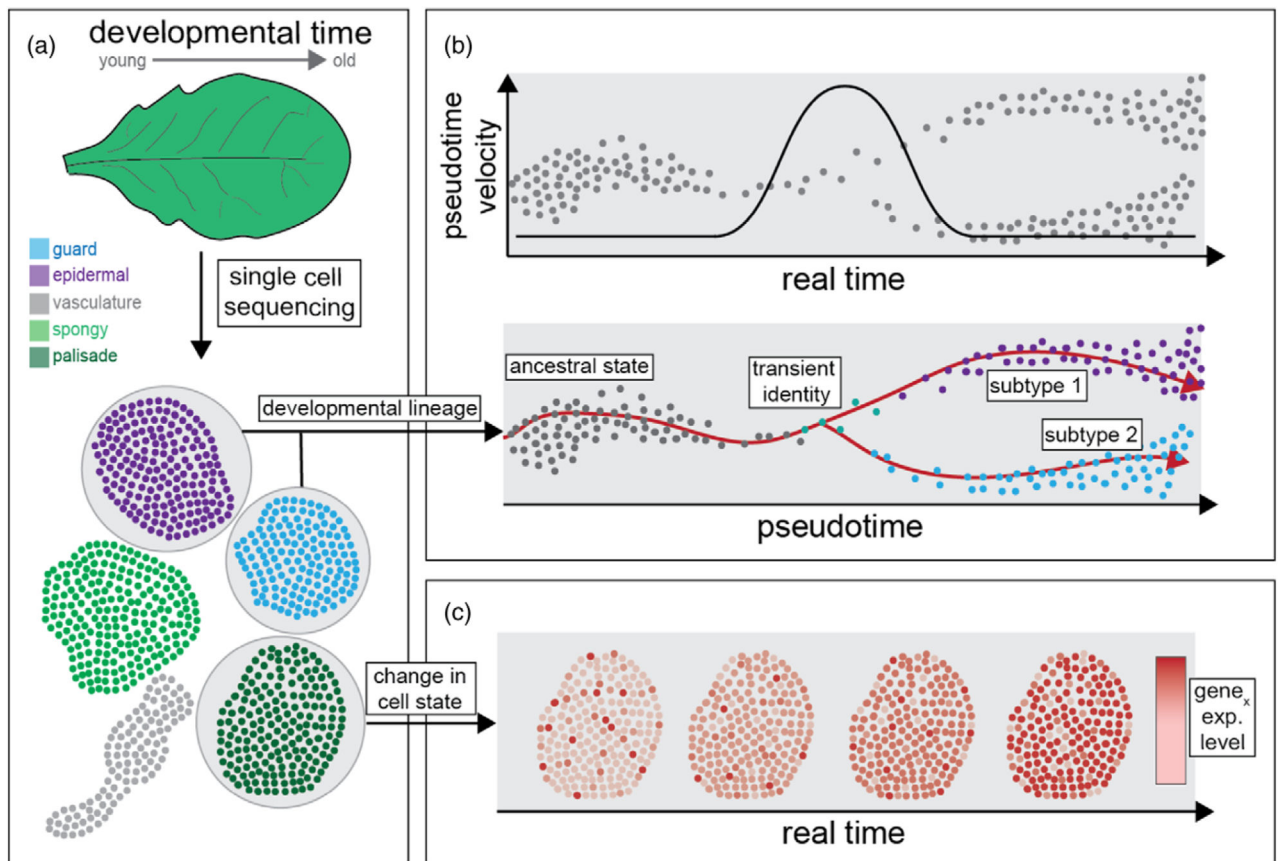 (a)
developmental time
young
old
guard
epidermal
vasculature
spongy
palisade
single cell
sequencing
developmental lineage
change in
cell state
(b)
pseudotime
velocity
real time
ancestral state
transient
identity
subtype 1
subtype 2
pseudotime
(c)
gene x
exp.
level
real time